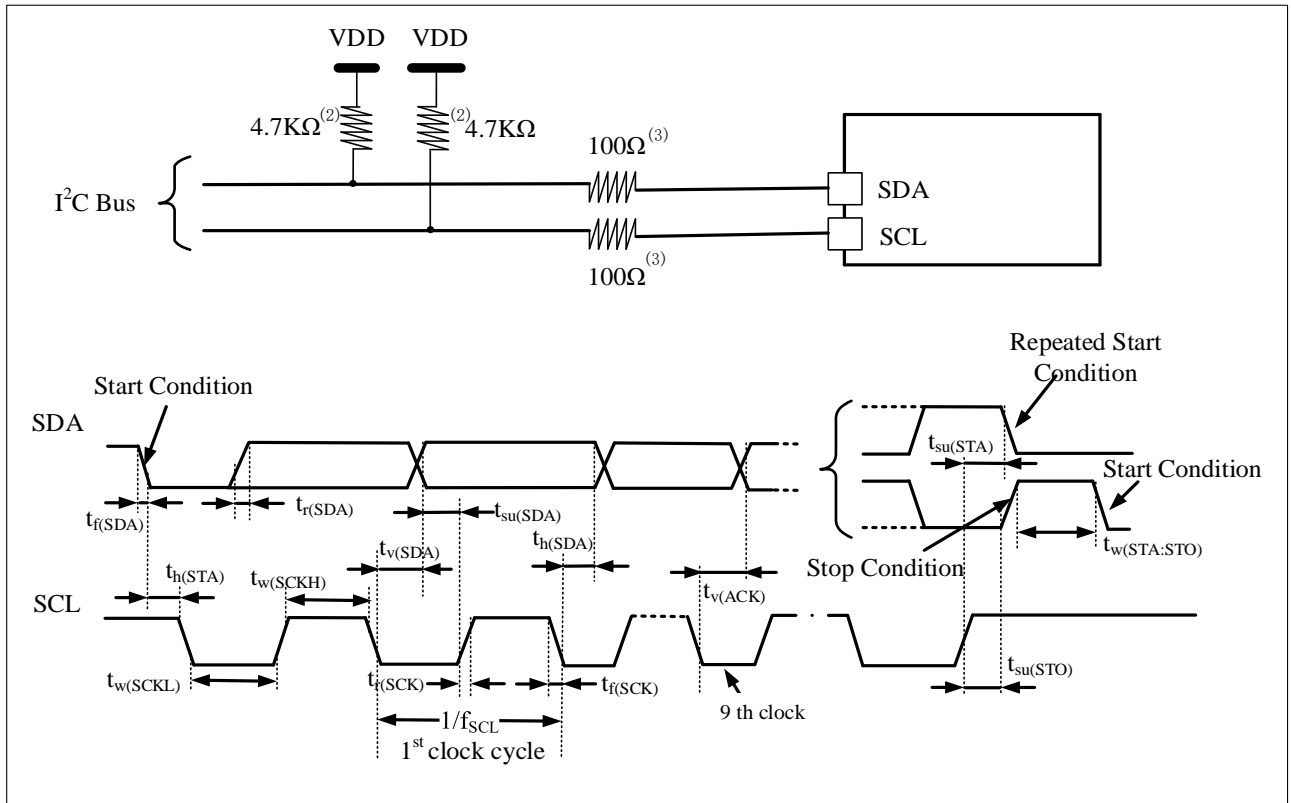 VDD VDD
4.7KΩ(2) (2)4.7KΩ
100Ω(3)
I2C Bus
SDA
SCL
100Ω(3)
Repeated Start
Condition
Start Condition
SDA
tsu(STA)
Start Condition
tf(SDA)
tr(SDA)
tsu(SDA)
tv(SDA)
th(SDA)
tw(STA:STO)
Stop Condition
th(STA)
tw(SCKH)
tv(ACK)
SCL
tw(SCKL)
tr(SCK)
tf(SCK)
tsu(STO)
9 th clock
1/fSCL
1st clock cycle